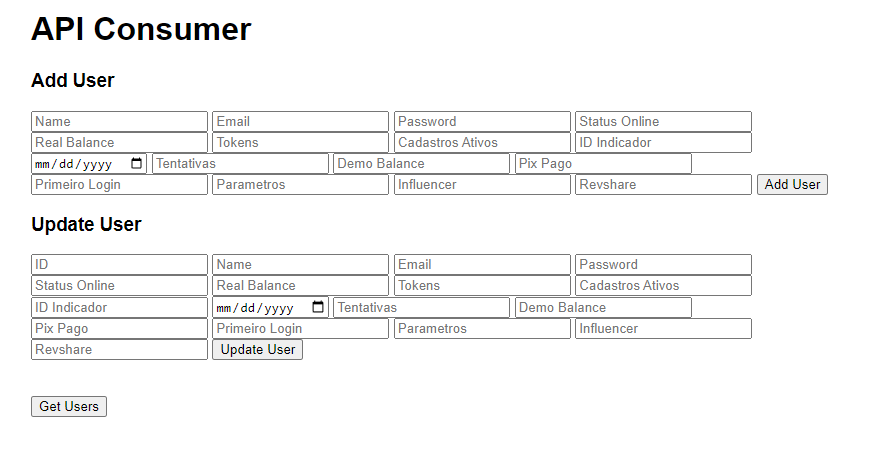 API Consumer
Add User
Name Email Password Status Online
Real Balance Tokens Cadastros Ativos ID Indicador
mm/dd/yyyy Tentativas Demo Balance Pix Pago
Primeiro Login Parametros Influencer Revshare Add User
Update User
ID Name Email Password
Status Online Real Balance Tokens Cadastros Ativos
ID Indicador mm/dd/yyyy Tentativas Demo Balance
Pix Pago Primeiro Login Parametros Influencer
Revshare Update User
Get Users